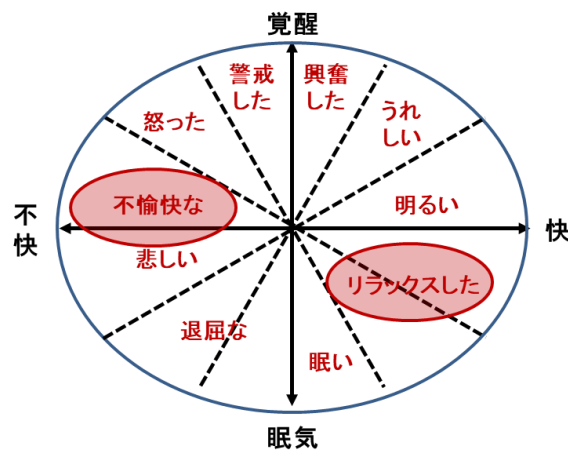 覚醒
警戒
した
興奮
した
怒った
うれ
しい
不愉快な
明るい
不
快
快
悲しい
リラックスした
退屈な
眠い
眠気